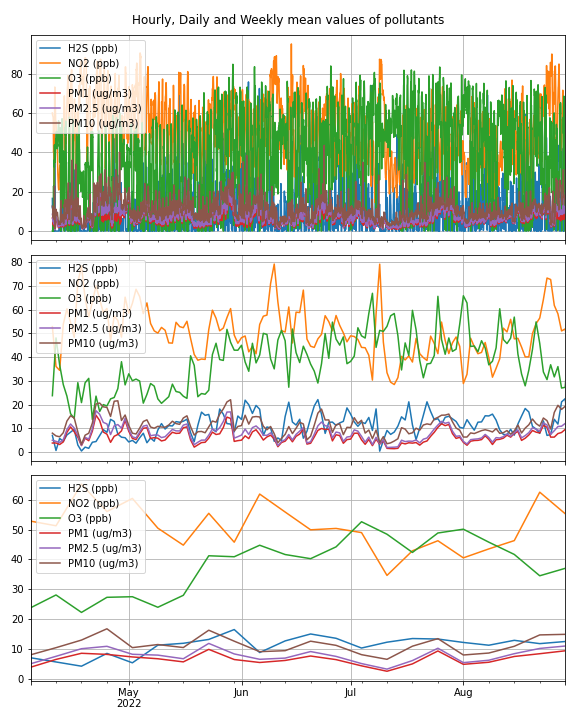 Hourly, Daily and Weekly mean values of pollutants
H2S (ppb)
NO2 (ppb)
O3 (ppb)
PM1 (ug/m3)
PM2.5 (ug/m3)
PM10 (ug/m3)
80
60
40
20
0
H2S (ppb)
NO2 (ppb)
O3 (ppb)
PM1 (ug/m3)
PM2.5 (ug/m3)
PM10 (ug/m3)
80
70
60
50
40
30
20
10
0
H2S (ppb)
NO2 (ppb)
O3 (ppb)
PM1 (ug/m3)
PM2.5 (ug/m3)
PM10 (ug/m3)
60
50
40
30
20
10
0
May Jun Jul Aug
2022